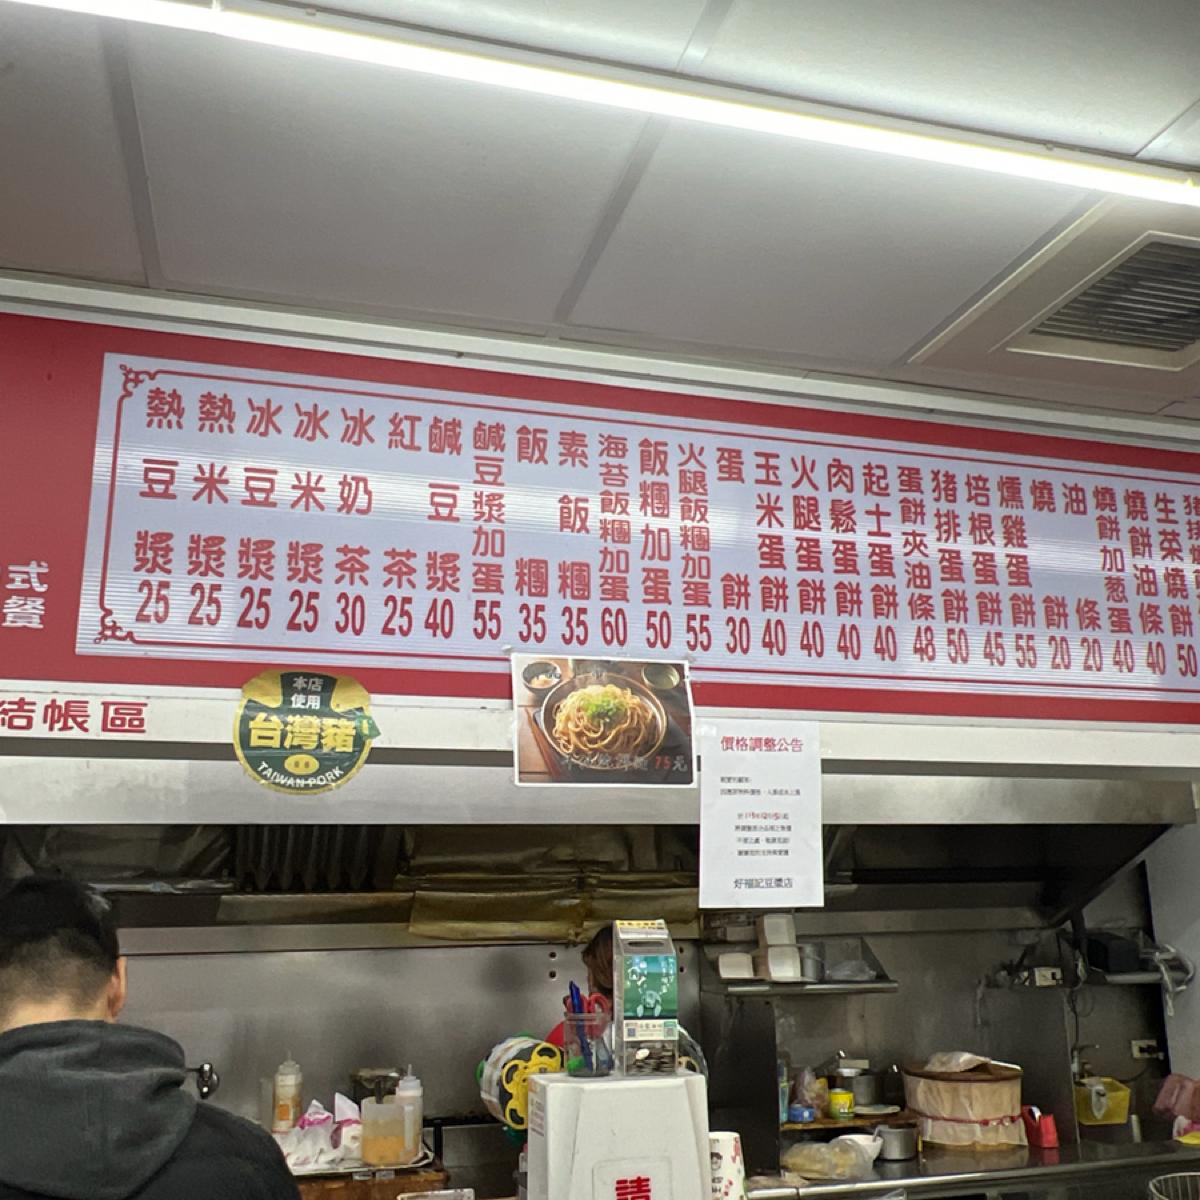 熱豆漿 25
熱米漿 25
冰豆漿 25
冰米漿 25
冰奶茶 30
紅茶 25
鹹豆漿 40
鹹豆漿加蛋 55
飯糰 35
素飯糰 35
海苔飯糰加蛋 60
飯糰加蛋 50
火腿飯糰加蛋 55
蛋餅 30
玉米蛋餅 40
火腿蛋餅 40
肉鬆蛋餅 40
起士蛋餅 40
蛋餅夾油條 48
豬排蛋餅 50
培根蛋餅 45
燻雞蛋餅 55
燒餅 20
油條 20
燒餅加蔥蛋 40
燒餅油條 40
生菜燒餅 50
式
餐
結帳區
本店
使用
台灣豬
TAIWAN PORK
75元
價格調整公告
好福記豆漿店
請